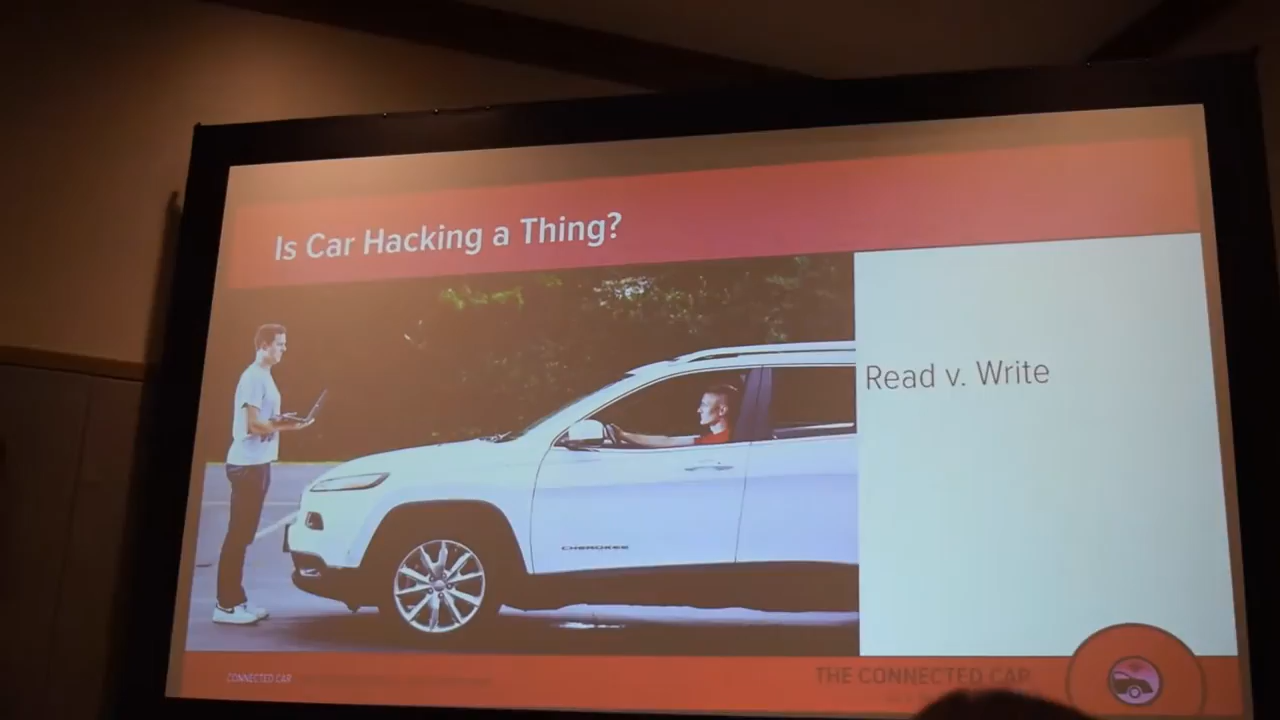 Is Car Hacking a Thing?
Read v. Write
CHEROKEE
CONNECTED CAR
THE CONNECTED CAR